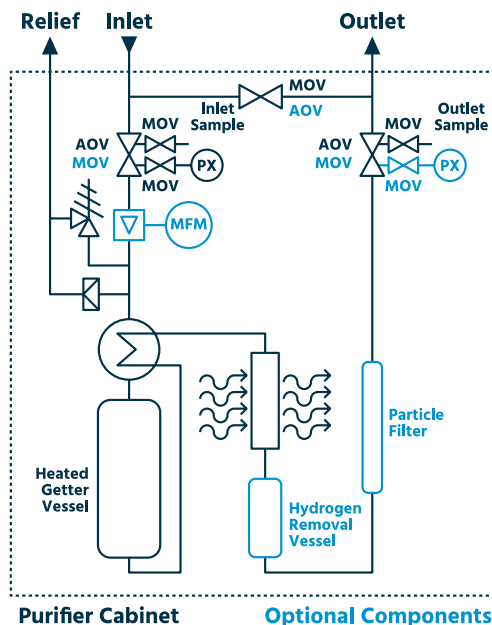 Relief
Inlet
Outlet
MOV
AOV
MOV
Inlet
Sample
AOV
MOV
PX
MOV
MOV
Outlet
Sample
AOV
MOV
PX
MOV
MFM
Particle
Filter
Heated
Getter
Vessel
Hydrogen
Removal
Vessel
Purifier Cabinet
Optional Components